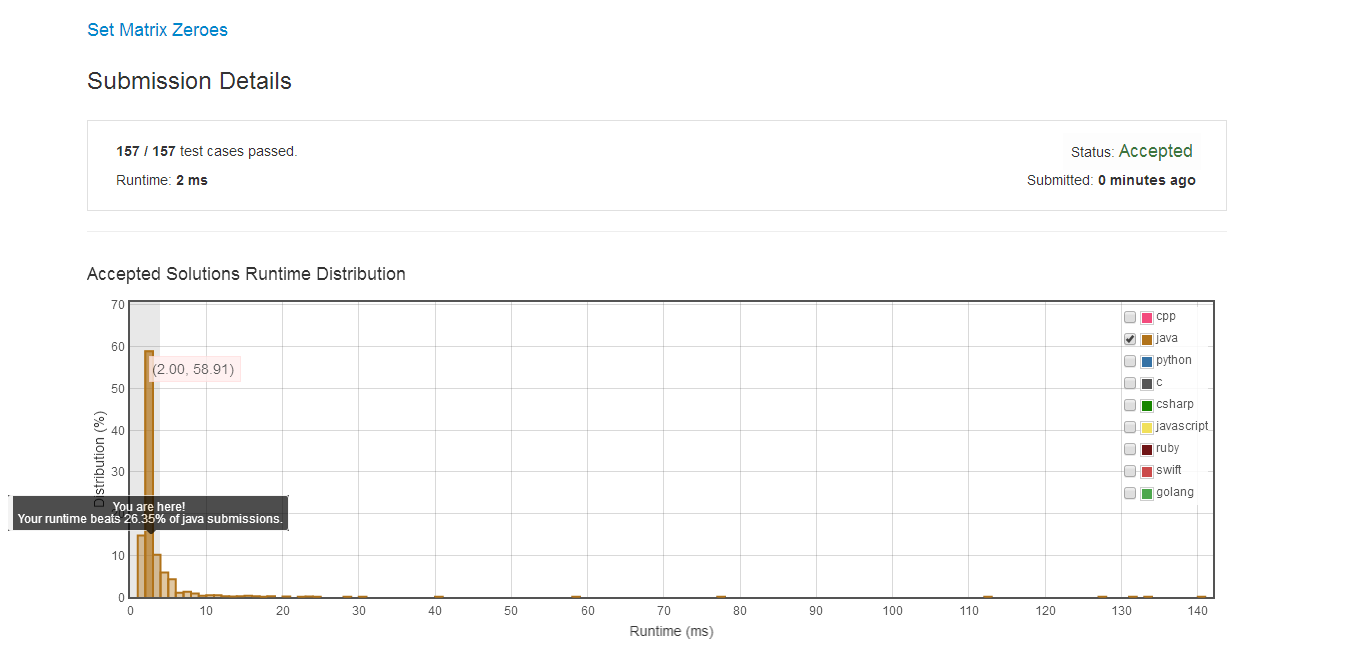 Set Matrix Zeroes
Submission Details
157 / 157 test cases passed.
Status: Accepted
Runtime: 2 ms
Submitted: 0 minutes ago
Accepted Solutions Runtime Distribution
70
60
50
40
30
10
0
Distribution (%)
(2.00, 58.91)
You are here!
Your runtime beats 26.35% of java submissions.
cpp
java
python
c
csharp
javascript
ruby
swift
golang
0 10 20 30 40 50 60 70 80 90 100 110 120 130 140
Runtime (ms)